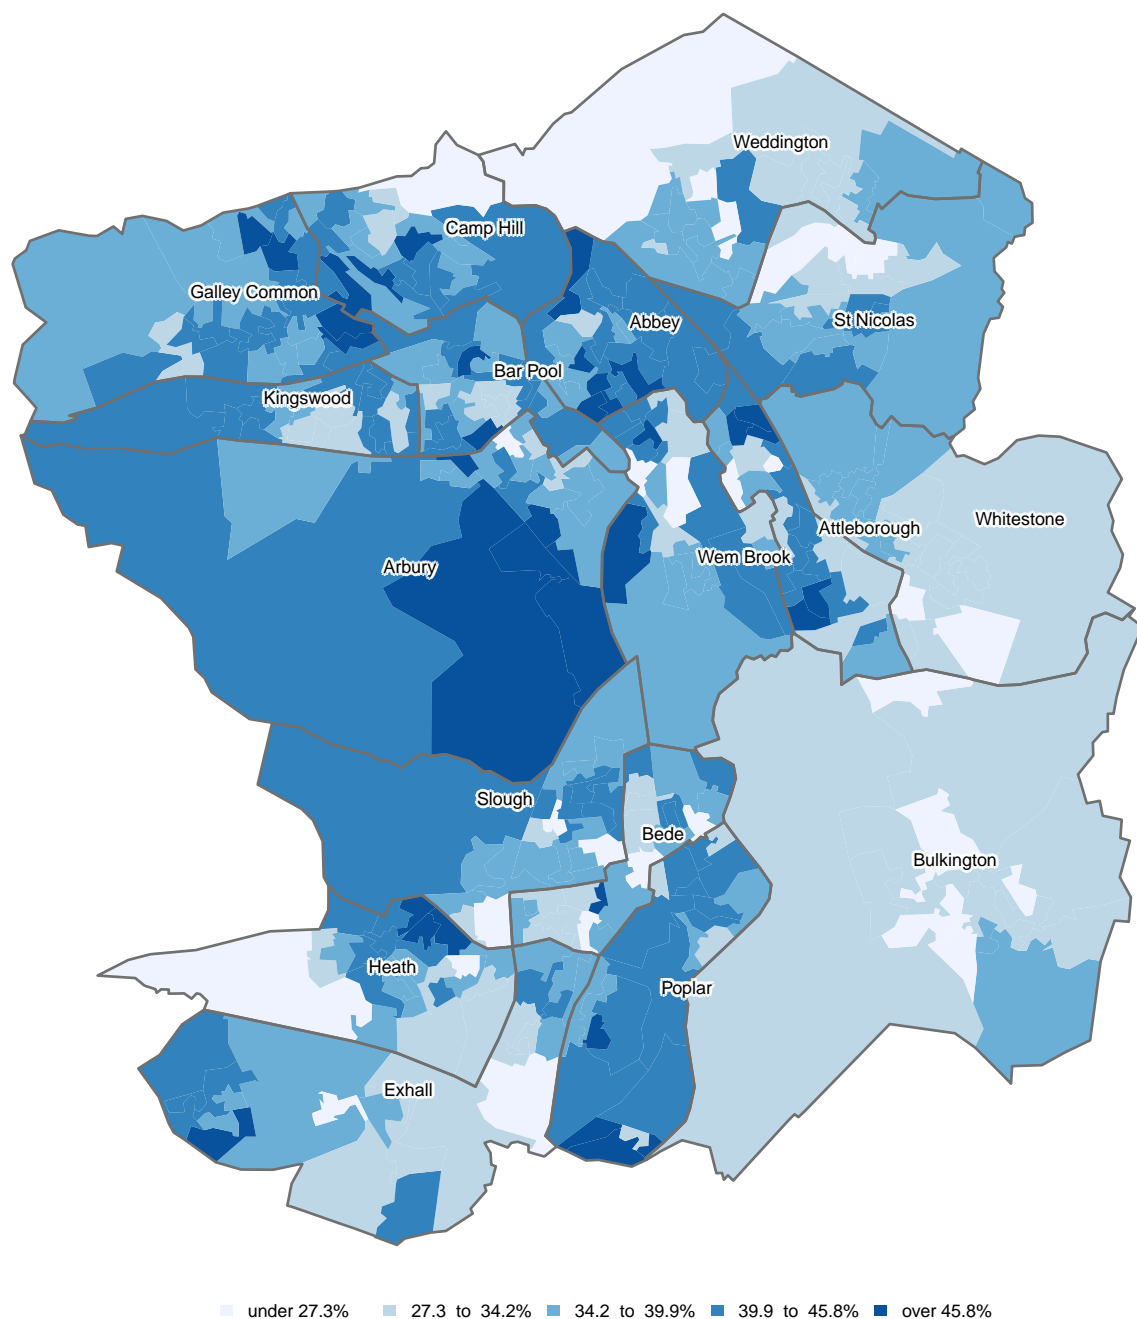 Weddington
Camp Hill
Galley Common
Abbey
St Nicolas
Bar Pool
Kingswood
Whitestone
Attleborough
Wem Brook
Arbury
Slough
Bede
Bulkington
Heath
Poplar
Exhall
under 27.3% 27.3 to 34.2% 34.2 to 39.9% 39.9 to 45.8% over 45.8%